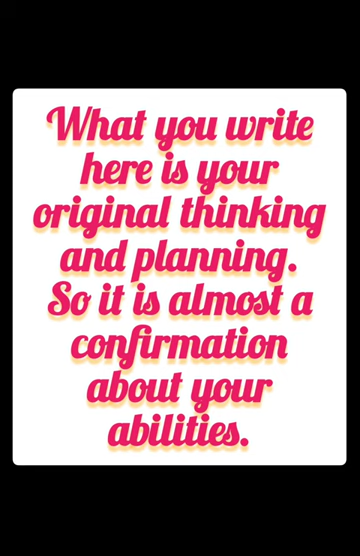 What you write
here is your
original thinking
and planning.
So it is almost a
confirmation
about your
abilities.